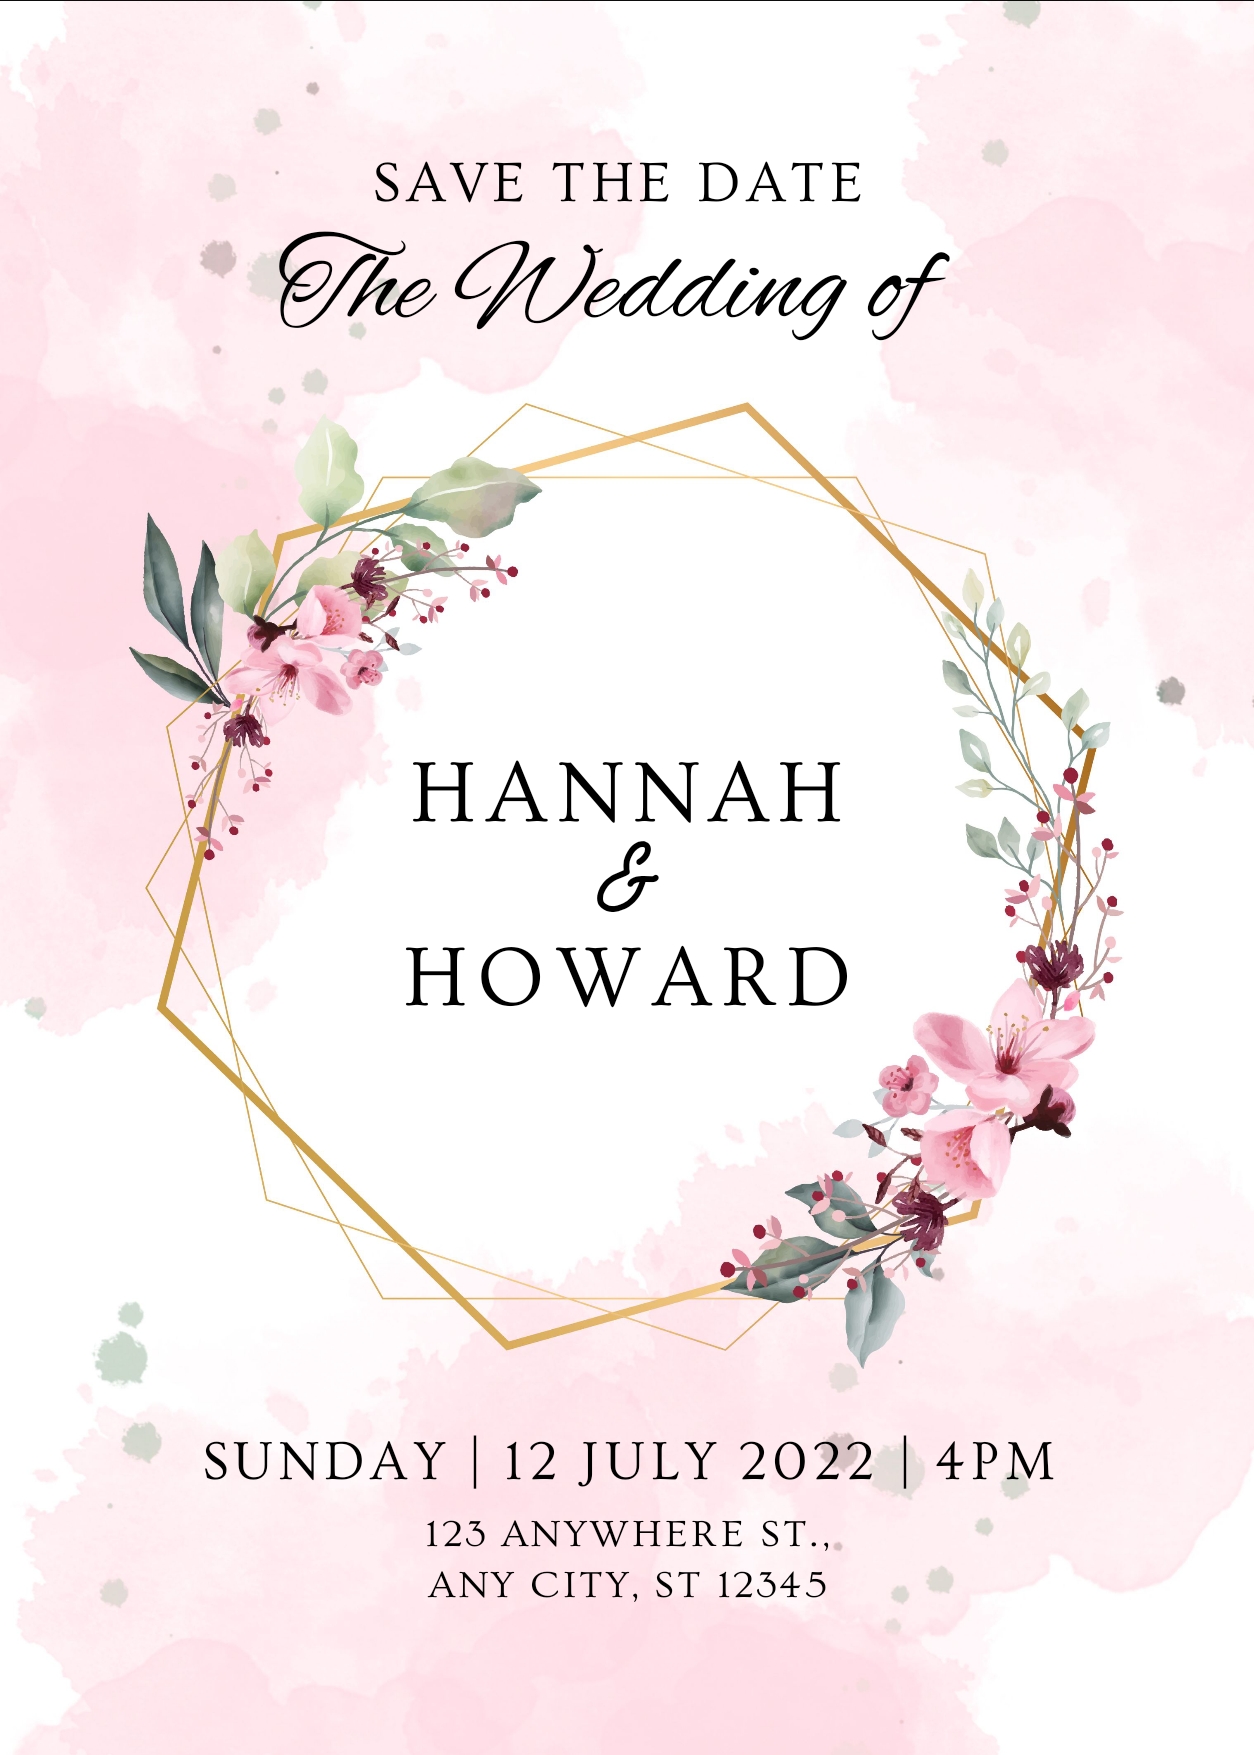 SAVE THE DATE
The Wedding of
HANNAH
&
HOWARD
SUNDAY | 12 JULY 2022 | 4PM
123 ANYWHERE ST.,
ANY CITY, ST 12345